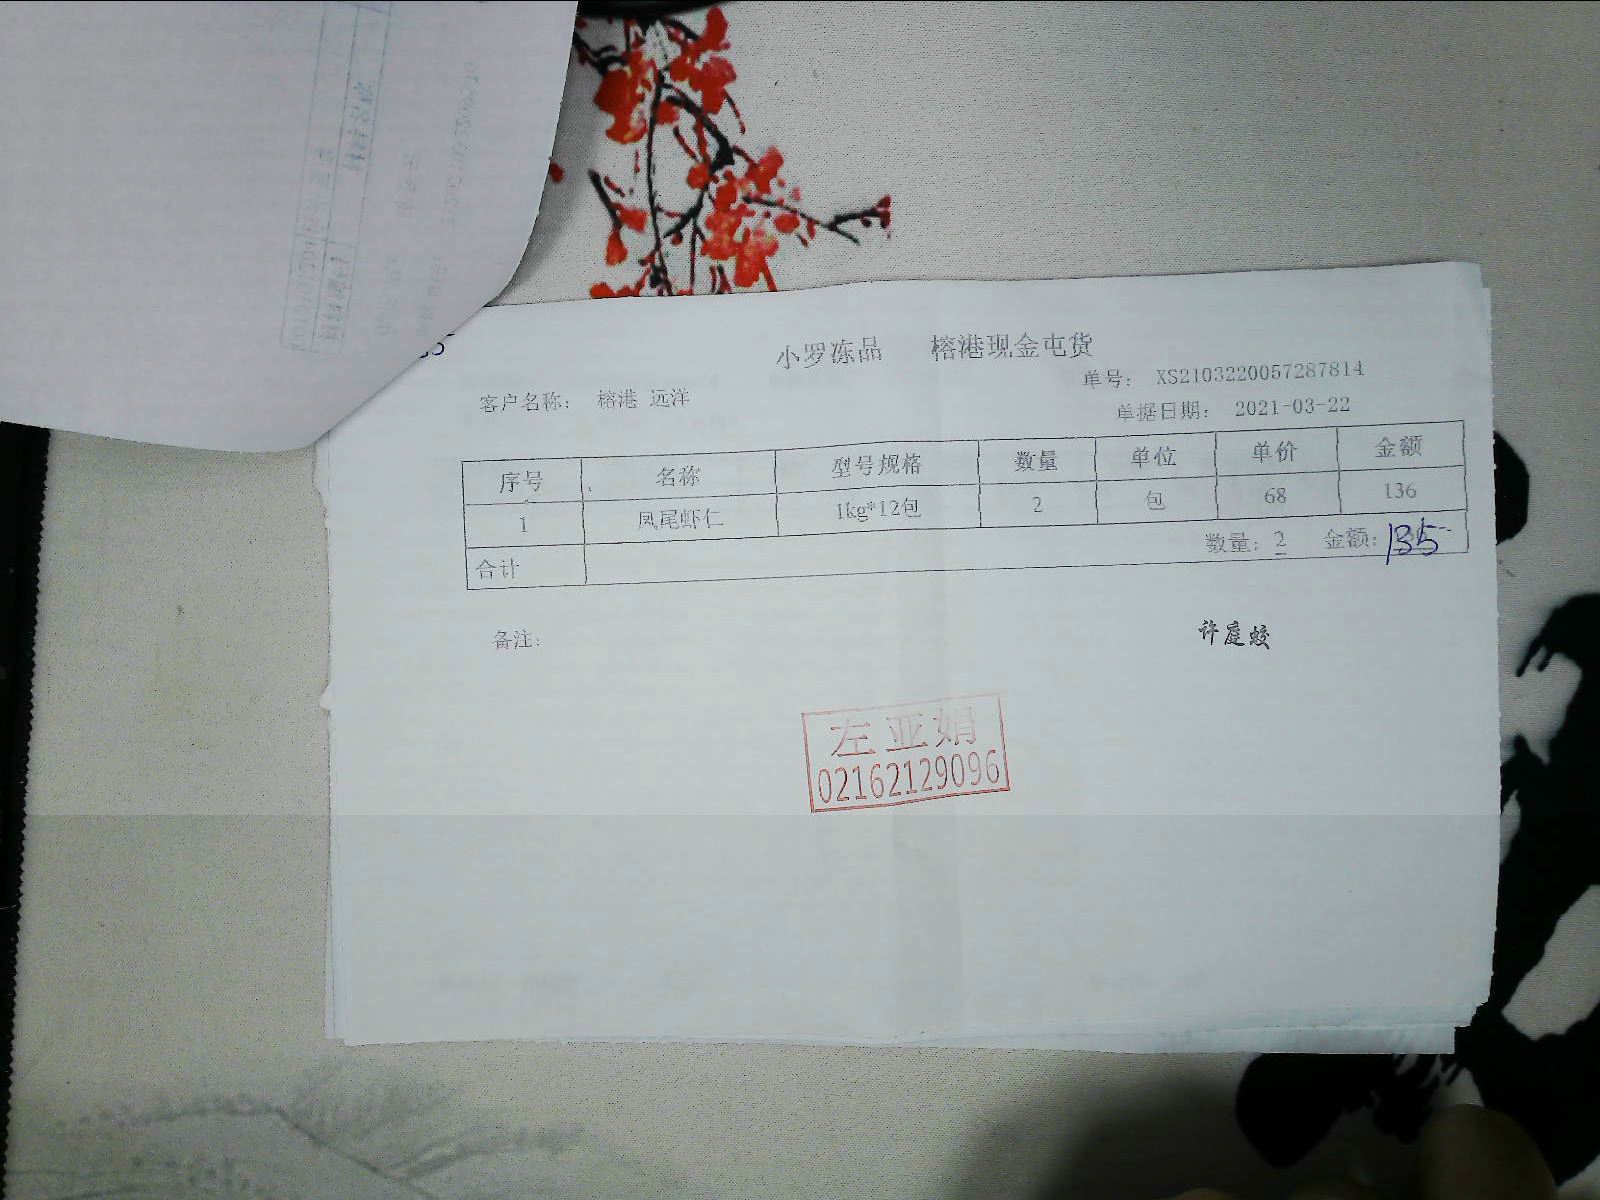 小罗冻品 榕港现金屯货
单号: XS2103220057287814
客户名称: 榕港 远洋
单据日期: 2021-03-22
序号 名称 型号规格 数量 单位 单价 金额
1 凤尾虾仁 1kg*12包 2 包 68 136
合计 数量: 2 金额: 135
备注:
许庭蛟
左亚娟
02162129096